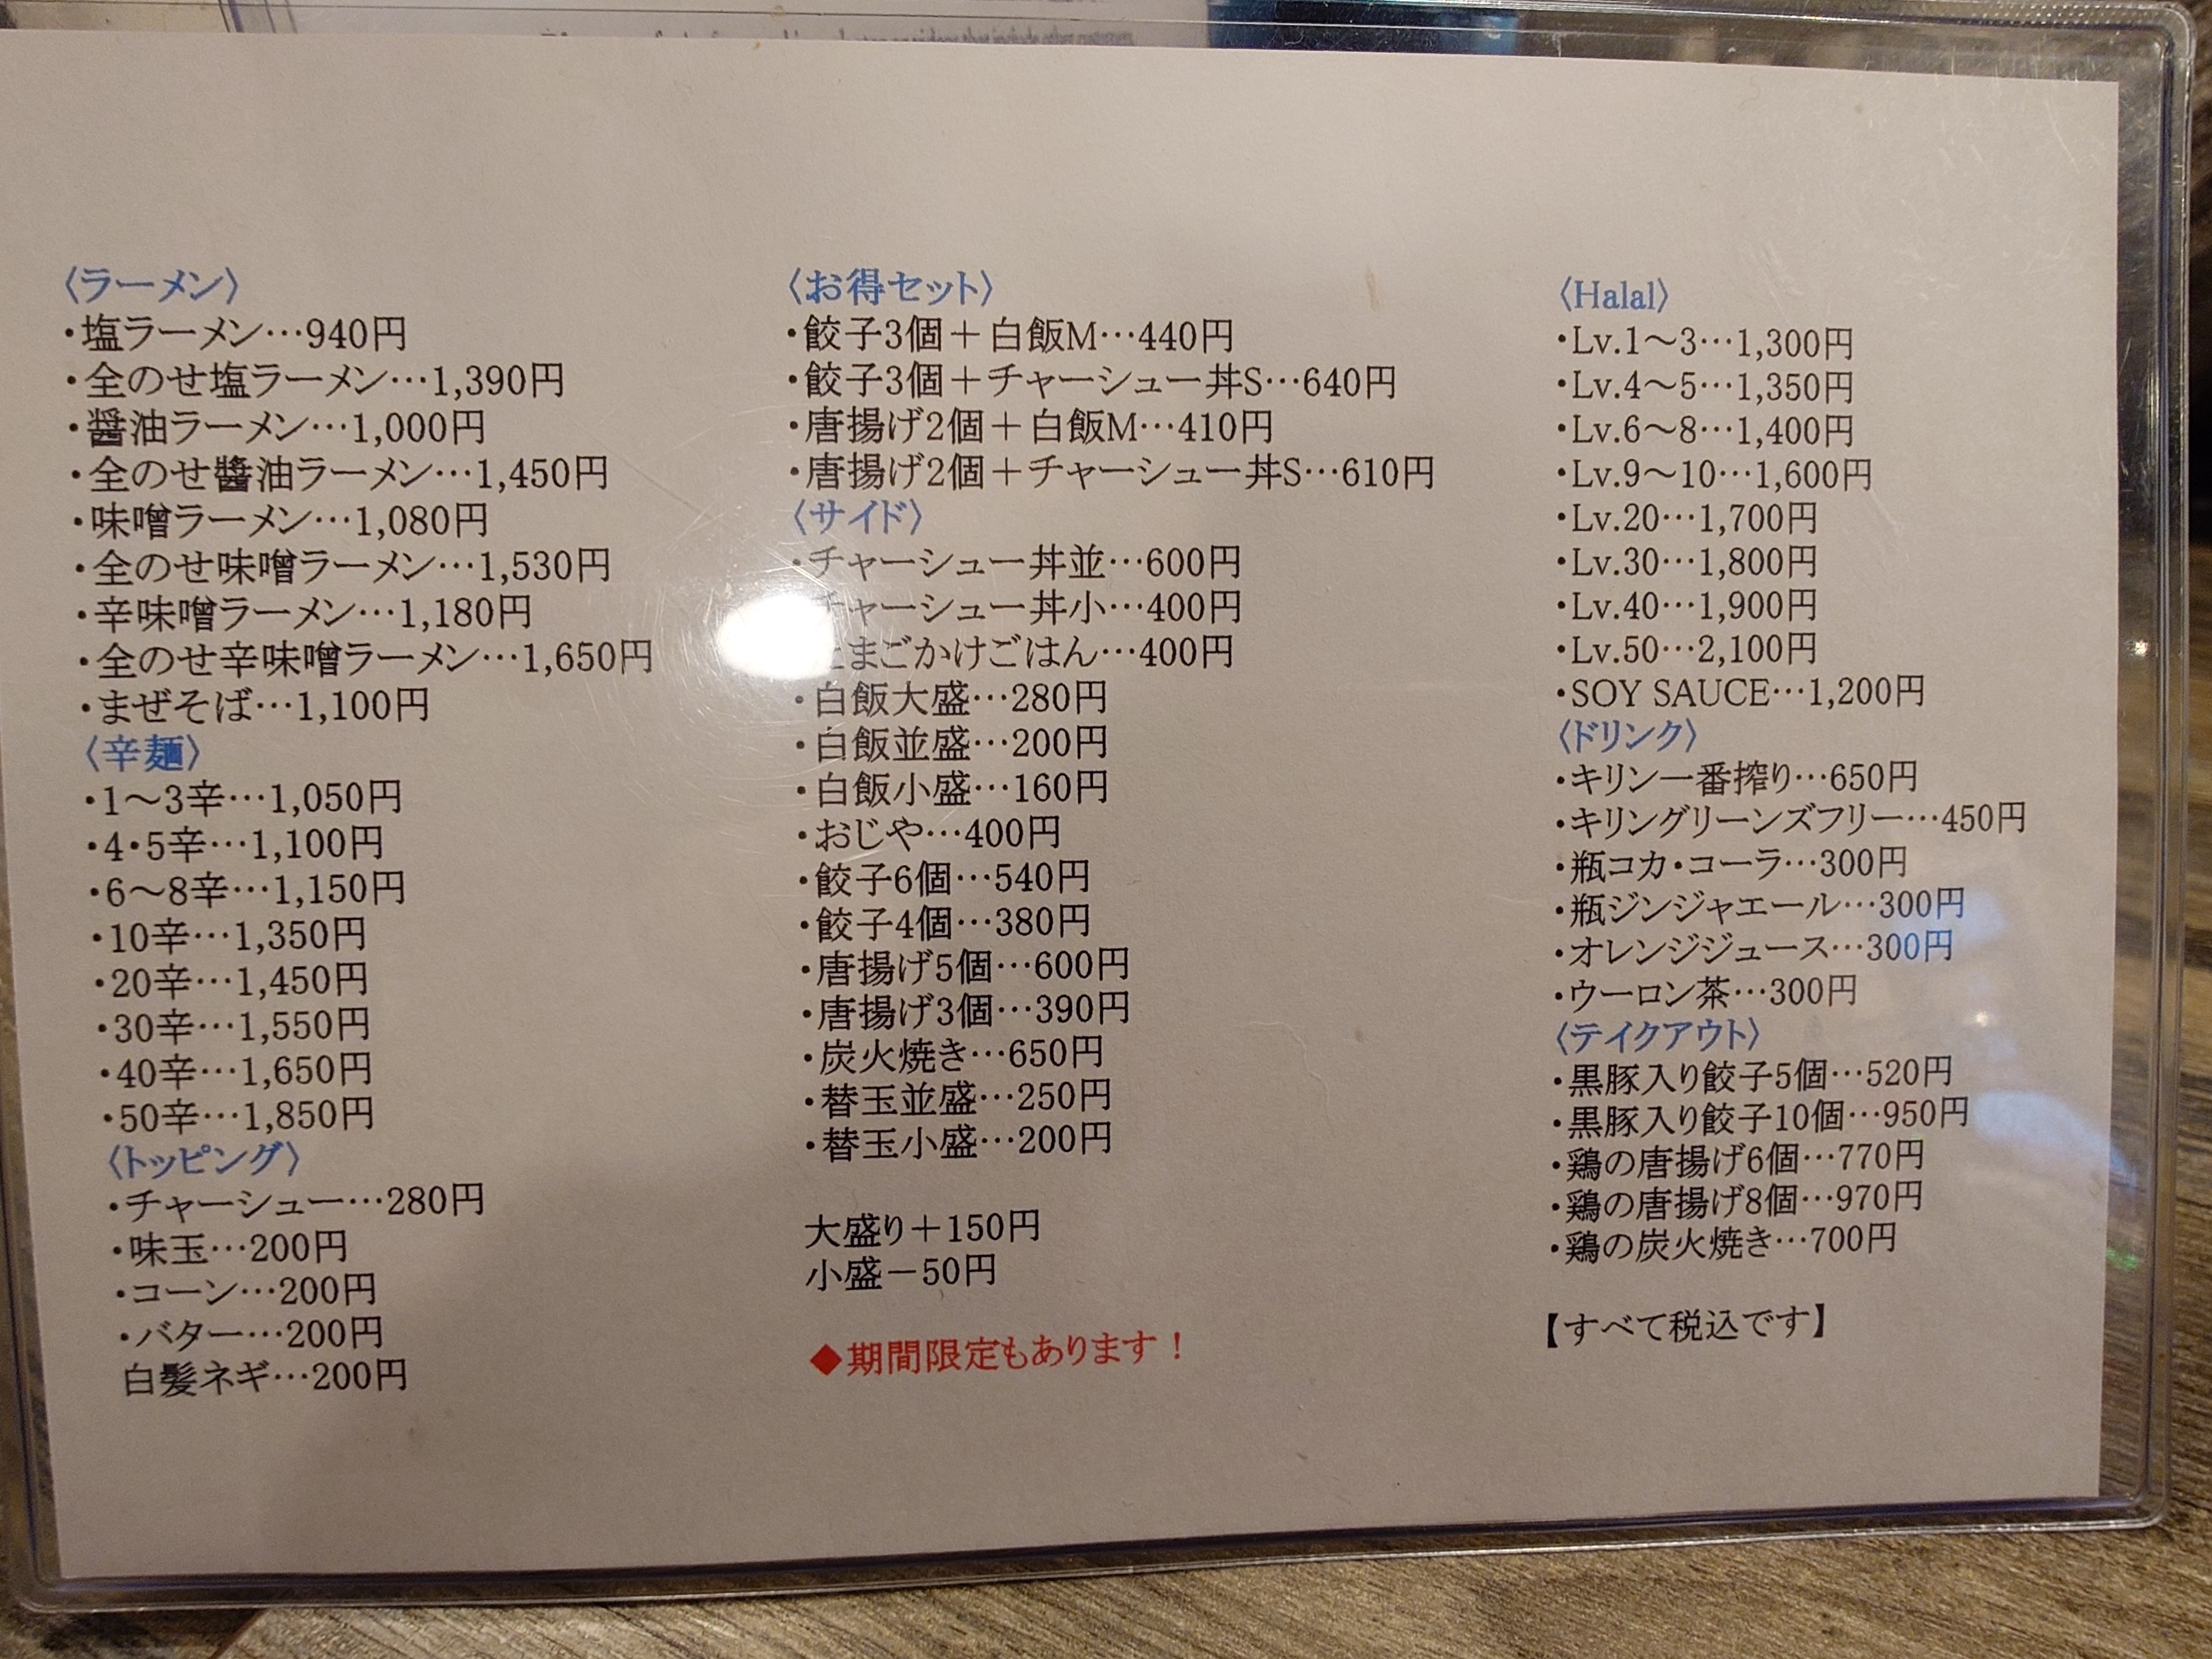 〈ラーメン〉
・塩ラーメン…940円
・全のせ塩ラーメン…1,390円
・醤油ラーメン…1,000円
・全のせ醬油ラーメン…1,450円
・味噌ラーメン…1,080円
・全のせ味噌ラーメン…1,530円
・辛味噌ラーメン…1,180円
・全のせ辛味噌ラーメン…1,650円
・まぜそば…1,100円
〈辛麺〉
・1〜3辛…1,050円
・4・5辛…1,100円
・6〜8辛…1,150円
・10辛…1,350円
・20辛…1,450円
・30辛…1,550円
・40辛…1,650円
・50辛…1,850円
〈トッピング〉
・チャーシュー…280円
・味玉…200円
・コーン…200円
・バター…200円
白髪ネギ…200円
〈お得セット〉
・餃子3個＋白飯M…440円
・餃子3個＋チャーシュー丼S…640円
・唐揚げ2個＋白飯M…410円
・唐揚げ2個＋チャーシュー丼S…610円
〈サイド〉
・チャーシュー丼並…600円
チャーシュー丼小…400円
たまごかけごはん…400円
・白飯大盛…280円
・白飯並盛…200円
・白飯小盛…160円
・おじや…400円
・餃子6個…540円
・餃子4個…380円
・唐揚げ5個…600円
・唐揚げ3個…390円
・炭火焼き…650円
・替玉並盛…250円
・替玉小盛…200円
大盛り＋150円
小盛－50円
◆期間限定もあります！
〈Halal〉
・Lv.1〜3…1,300円
・Lv.4〜5…1,350円
・Lv.6〜8…1,400円
・Lv.9〜10…1,600円
・Lv.20…1,700円
・Lv.30…1,800円
・Lv.40…1,900円
・Lv.50…2,100円
・SOY SAUCE…1,200円
〈ドリンク〉
・キリン一番搾り…650円
・キリングリーンズフリー…450円
・瓶コカ・コーラ…300円
・瓶ジンジャエール…300円
・オレンジジュース…300円
・ウーロン茶…300円
〈テイクアウト〉
・黒豚入り餃子5個…520円
・黒豚入り餃子10個…950円
・鶏の唐揚げ6個…770円
・鶏の唐揚げ8個…970円
・鶏の炭火焼き…700円
【すべて税込です】